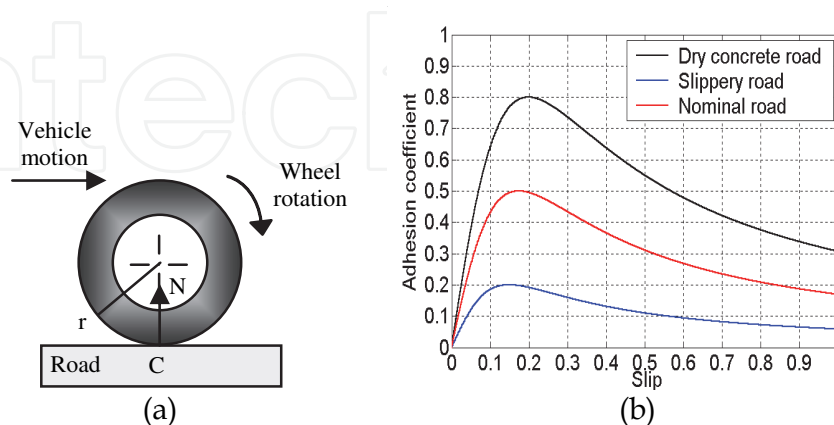 Vehicle
motion
Wheel
rotation
N
r
Road
C
(a)
Adhesion coefficient
1
0.9
0.8
0.7
0.6
0.5
0.4
0.3
0.2
0.1
0
Dry concrete road
Slippery road
Nominal road
0 0.1 0.2 0.3 0.4 0.5 0.6 0.7 0.8 0.9
Slip
(b)
ntech